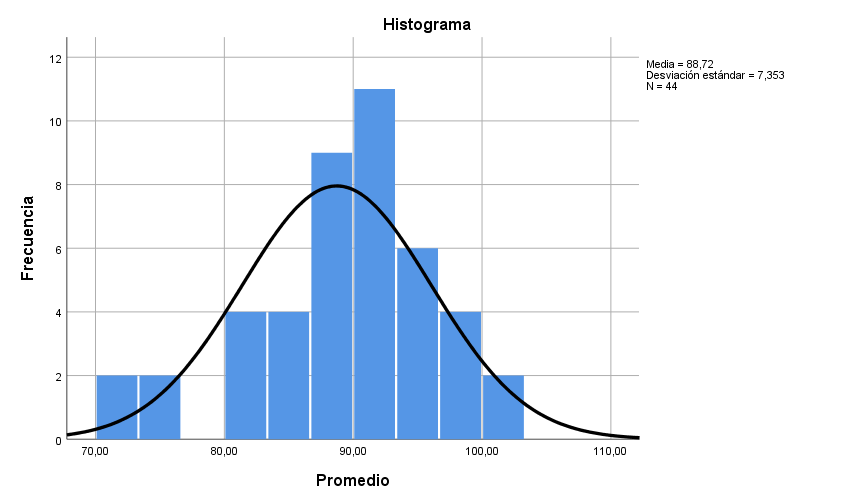 Histograma
Media = 88,72
Desviación estándar = 7,353
N = 44
Frecuencia
12
10
8
6
4
2
0
70,00 80,00 90,00 100,00 110,00
Promedio